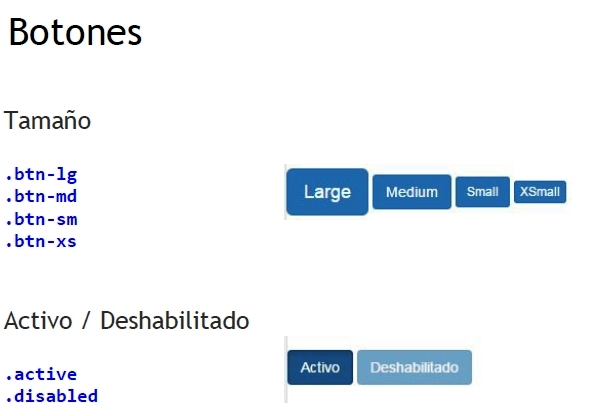 Botones
Tamaño
.btn-lg
.btn-md
.btn-sm
.btn-xs
Large Medium Small XSmall
Activo / Deshabilitado
.active
.disabled
Activo Deshabilitado